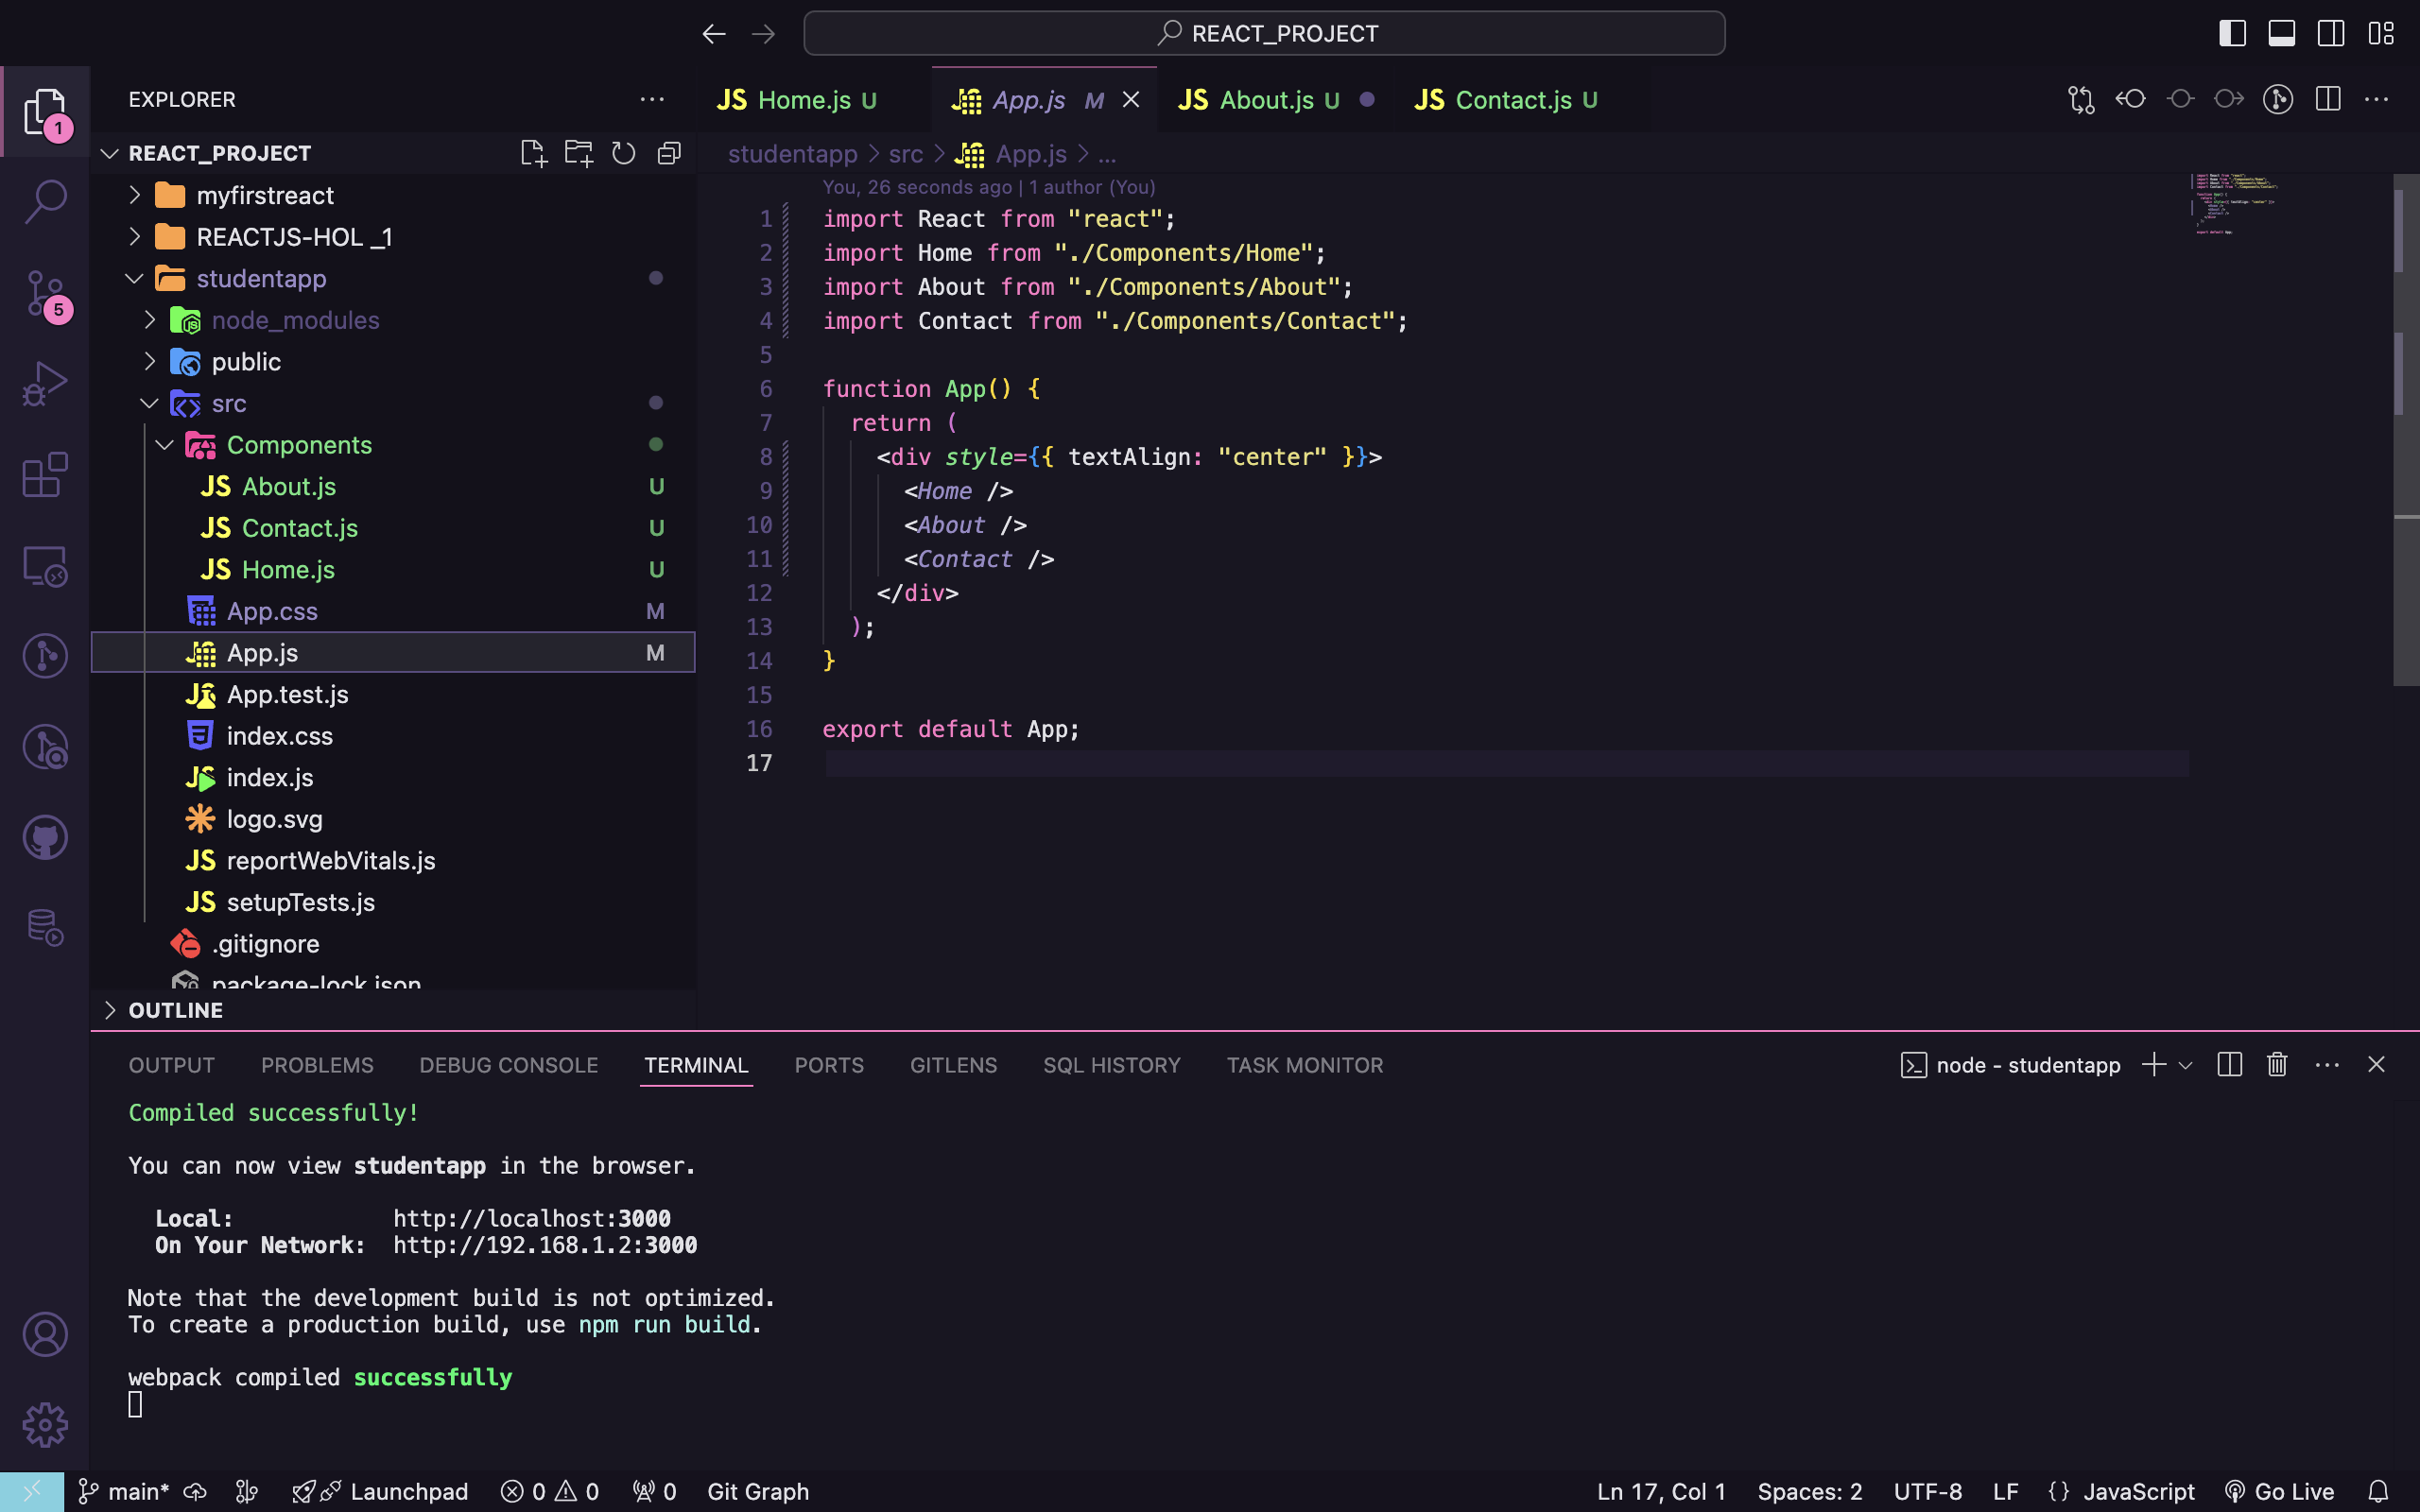 REACT_PROJECT
EXPLORER
REACT_PROJECT
myfirstreact
REACTJS-HOL _1
studentapp
node_modules
public
src
Components
JS About.js U
JS Contact.js U
JS Home.js U
App.css M
App.js M
App.test.js
index.css
index.js
logo.svg
JS reportWebVitals.js
JS setupTests.js
.gitignore
package-lock.json
OUTLINE
1
5
JS Home.js U
App.js M
JS About.js U
JS Contact.js U
studentapp > src > App.js > ...
You, 26 seconds ago | 1 author (You)
1 import React from "react";
2 import Home from "./Components/Home";
3 import About from "./Components/About";
4 import Contact from "./Components/Contact";
5
6 function App() {
7 return (
8 <div style={{ textAlign: "center" }}>
9 <Home />
10 <About />
11 <Contact />
12 </div>
13 );
14 }
15
16 export default App;
17
OUTPUT PROBLEMS DEBUG CONSOLE TERMINAL PORTS GITLENS SQL HISTORY TASK MONITOR
node - studentapp
Compiled successfully!
You can now view studentapp in the browser.
Local: http://localhost:3000
On Your Network: http://192.168.1.2:3000
Note that the development build is not optimized.
To create a production build, use npm run build.
webpack compiled successfully
main* Launchpad 0 0 0 Git Graph Ln 17, Col 1 Spaces: 2 UTF-8 LF {} JavaScript Go Live